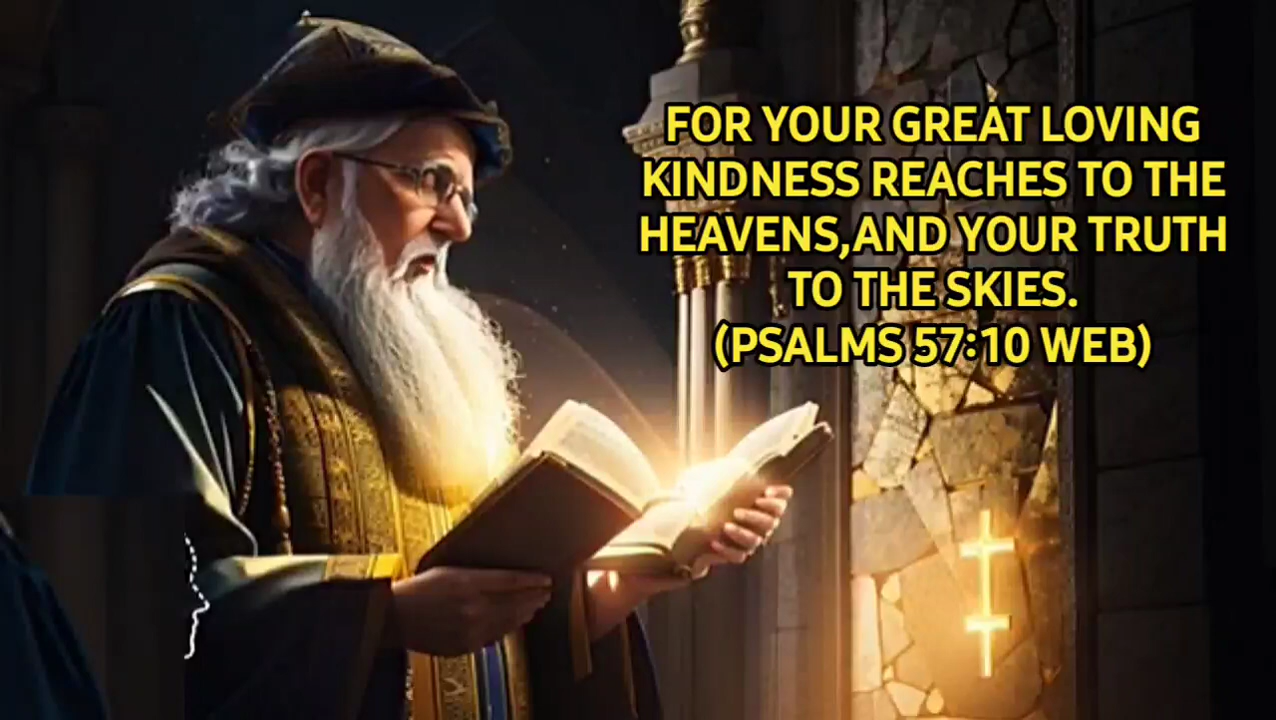 FOR YOUR GREAT LOVING
KINDNESS REACHES TO THE
HEAVENS,AND YOUR TRUTH
TO THE SKIES.
(PSALMS 57:10 WEB)